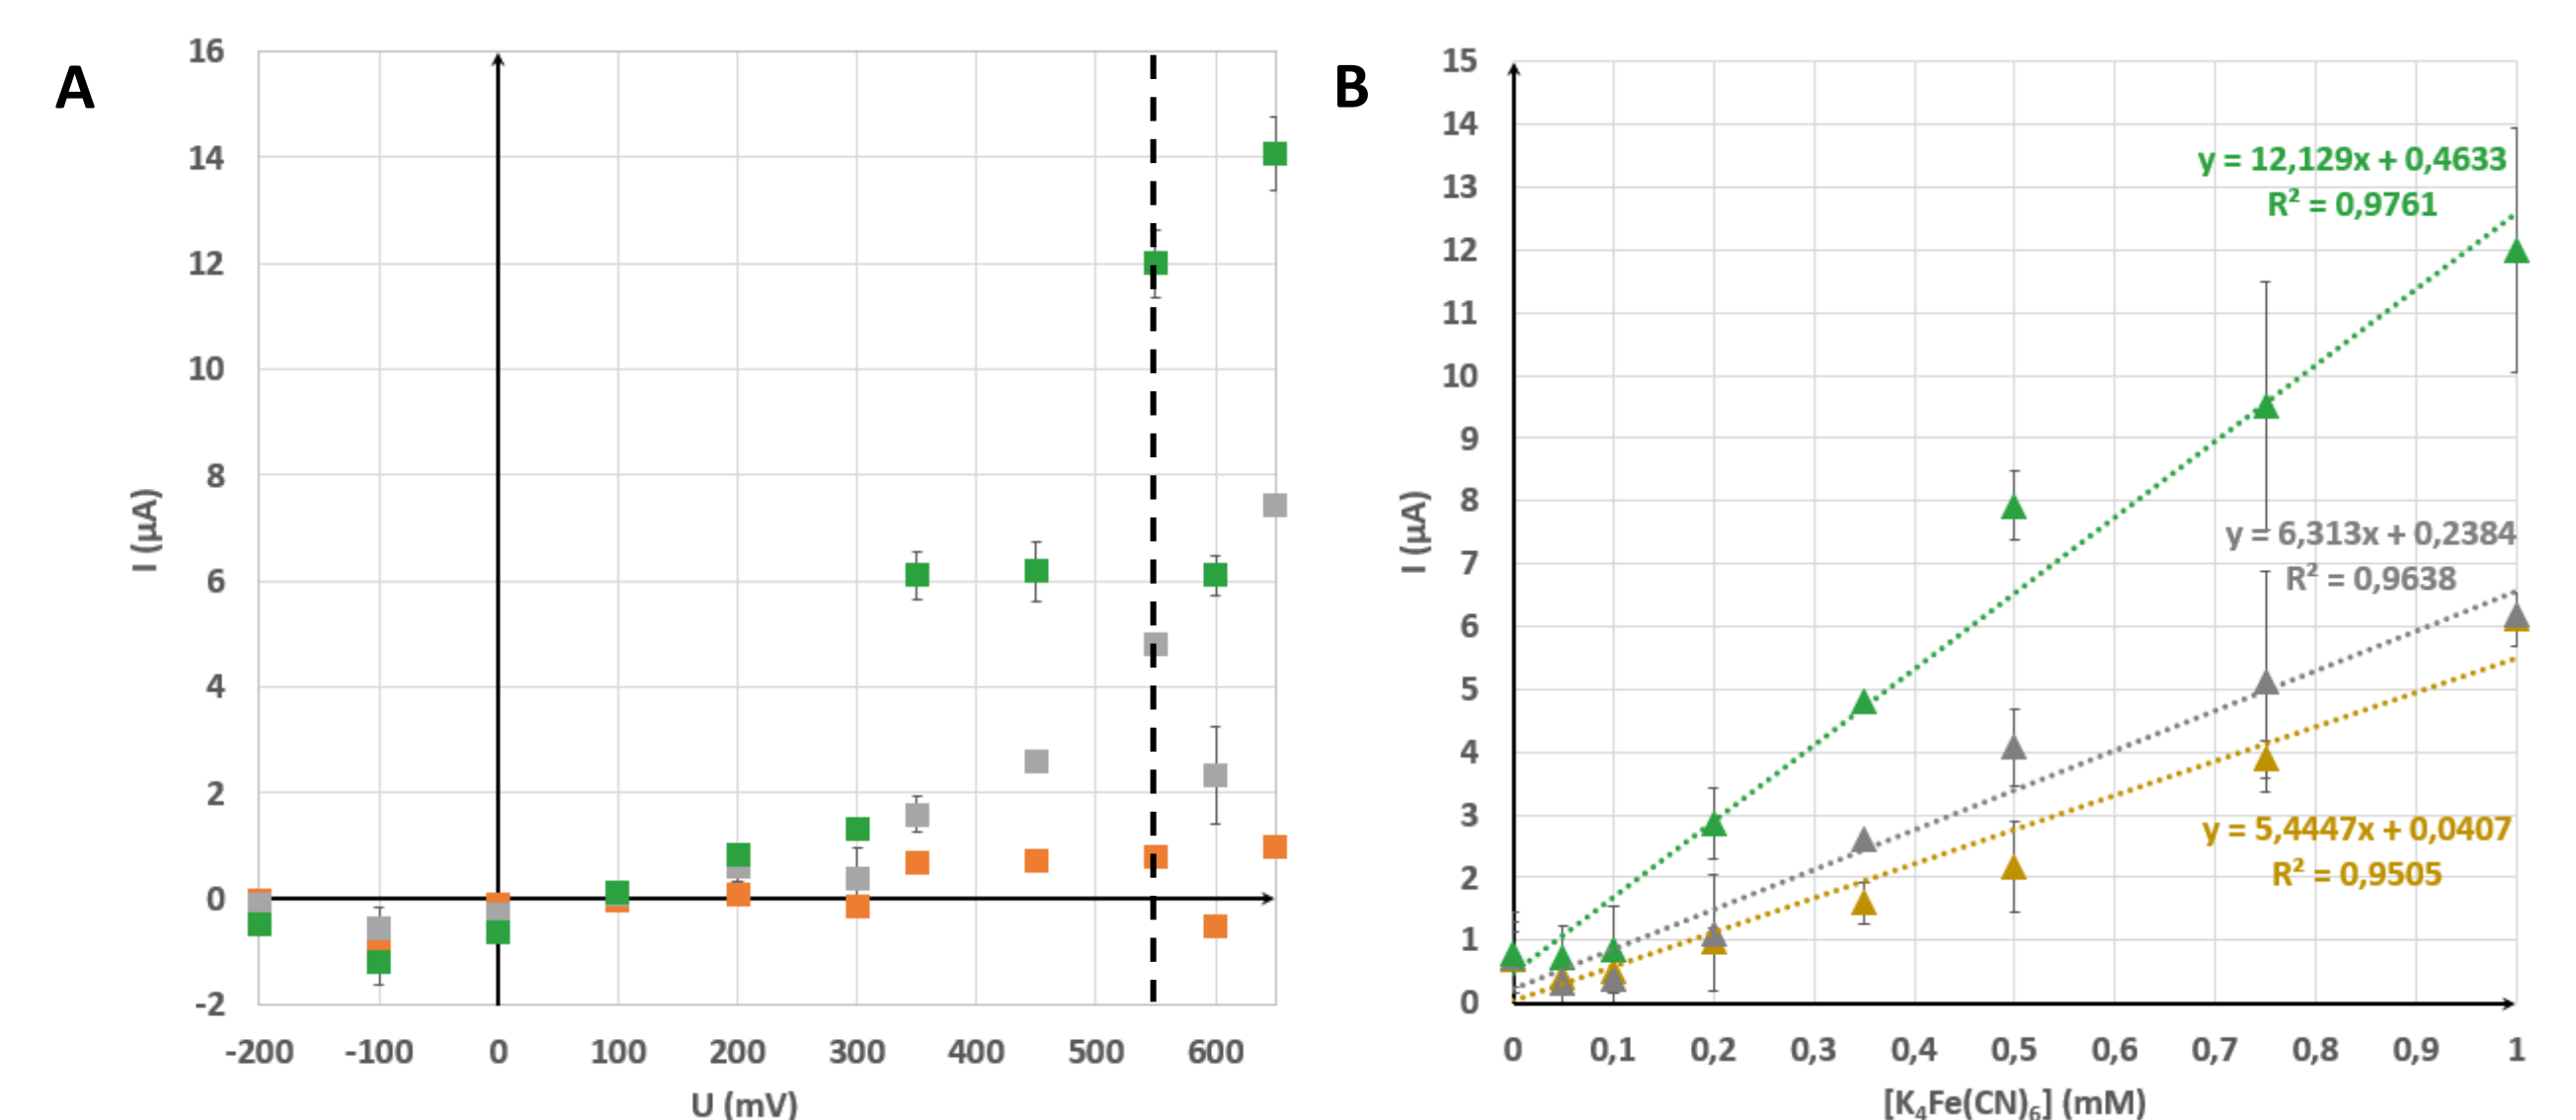 A
16
14
12
10
8
6
4
2
0
-2
I (µA)
-200 -100 0 100 200 300 400 500 600
U (mV)
B
15
14
13
12
11
10
9
8
7
6
5
4
3
2
1
0
I (µA)
y = 12,129x + 0,4633
R² = 0,9761
y = 6,313x + 0,2384
R² = 0,9638
y = 5,4447x + 0,0407
R² = 0,9505
0 0,1 0,2 0,3 0,4 0,5 0,6 0,7 0,8 0,9 1
[K₄Fe(CN)₆] (mM)